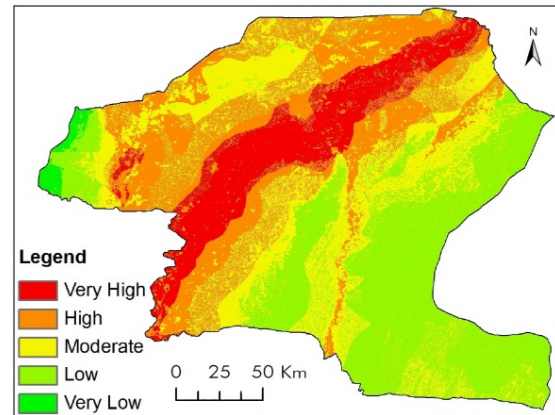 N
Legend
Very High
High
Moderate
Low
Very Low
0 25 50 Km